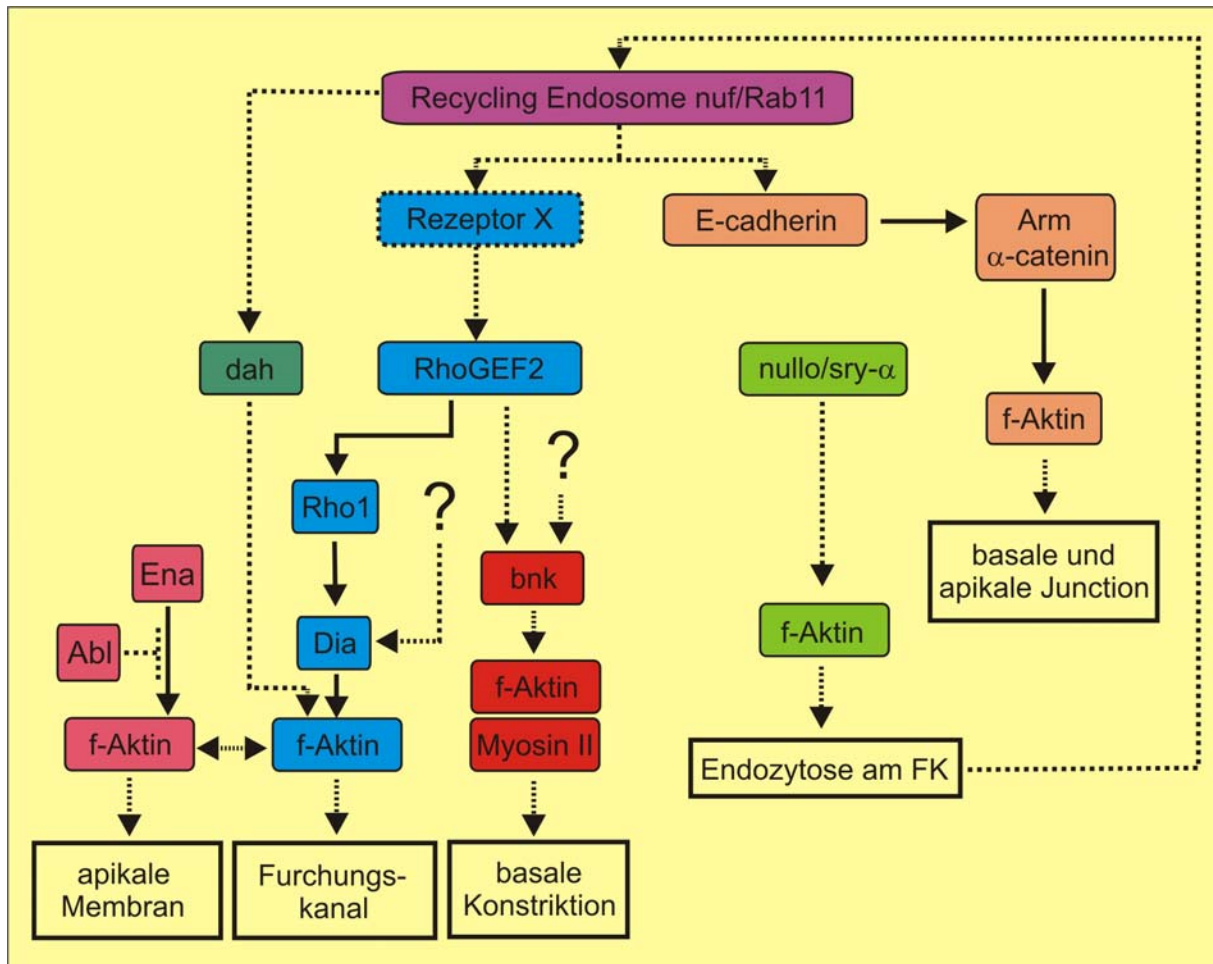 Recycling Endosome nuf/Rab11
Rezeptor X
E-cadherin
Arm
α-catenin
dah
RhoGEF2
nullo/sry-α
f-Aktin
?
?
Rho1
basale und
apikale Junction
Ena
bnk
Abl
Dia
f-Aktin
f-Aktin
f-Aktin
f-Aktin
Myosin II
Endozytose am FK
apikale
Membran
Furchungs-
kanal
basale
Konstriktion